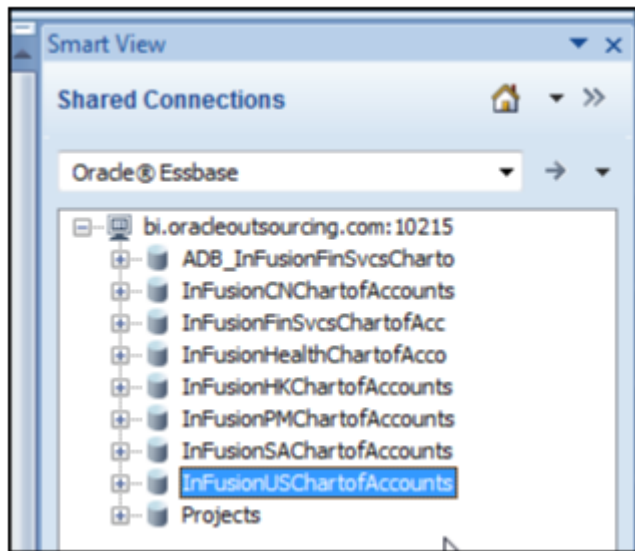 Smart View
Shared Connections
Oracle® Essbase
bi.oracleoutsourcing.com:10215
ADB_InFusionFinSvcsCharto
InFusionCNChartofAccounts
InFusionFinSvcsChartofAcc
InFusionHealthChartofAcco
InFusionHKChartofAccounts
InFusionPMChartofAccounts
InFusionSAChartofAccounts
InFusionUSChartofAccounts
Projects